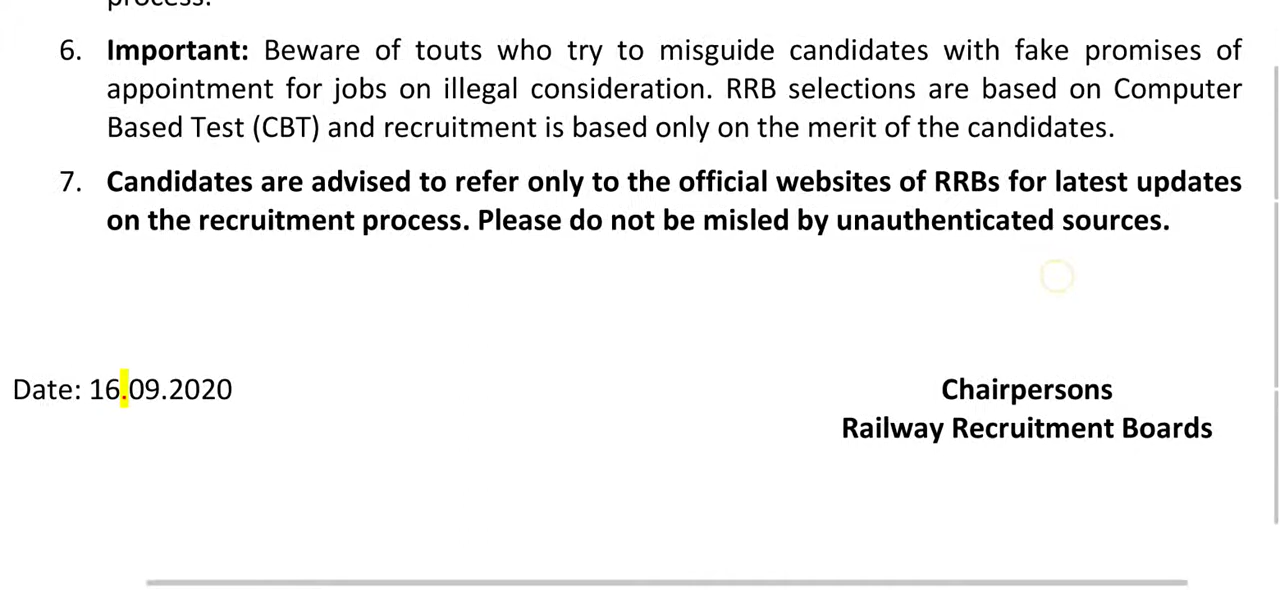 process.
6. Important: Beware of touts who try to misguide candidates with fake promises of
appointment for jobs on illegal consideration. RRB selections are based on Computer
Based Test (CBT) and recruitment is based only on the merit of the candidates.
7. Candidates are advised to refer only to the official websites of RRBs for latest updates
on the recruitment process. Please do not be misled by unauthenticated sources.
Date: 16.09.2020
Chairpersons
Railway Recruitment Boards